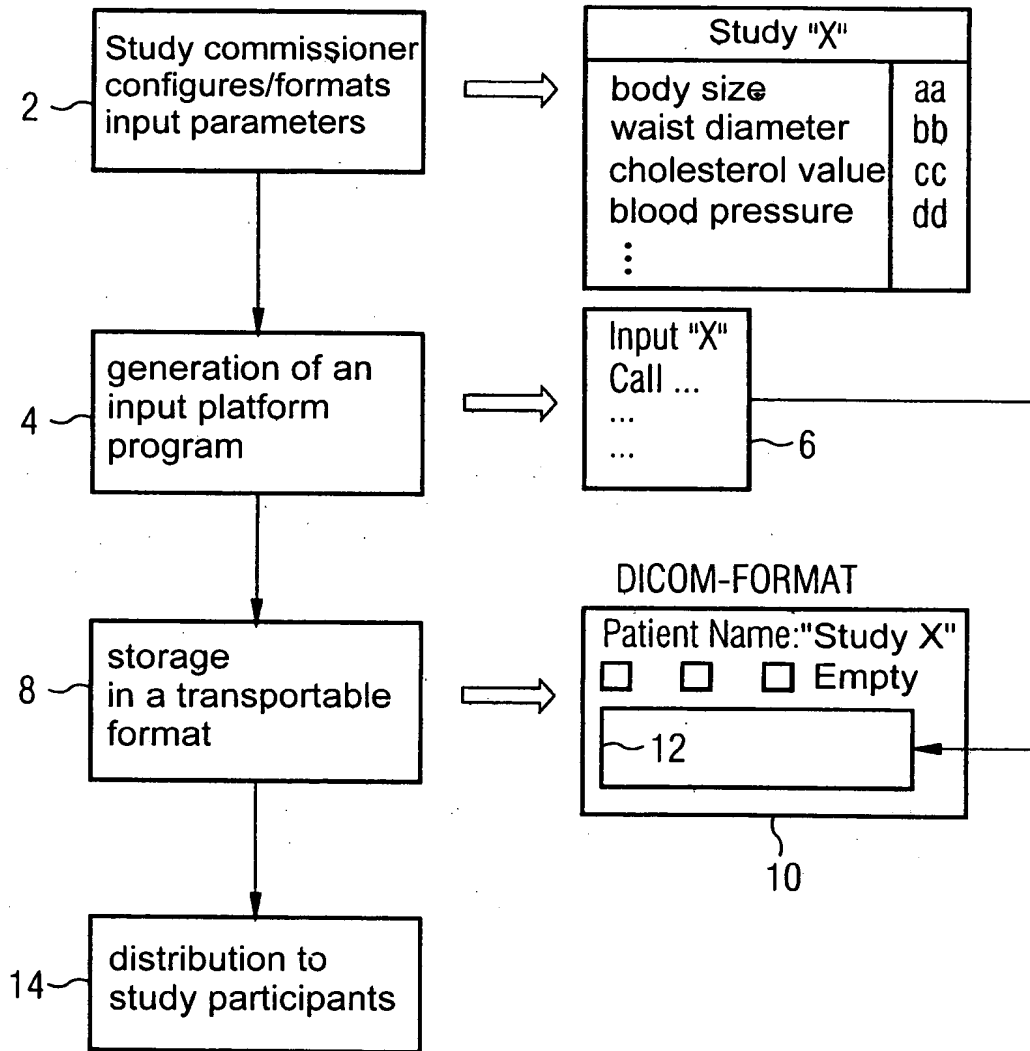 Study commissioner
configures/formats
input parameters
2
Study "X"
body size aa
waist diameter bb
cholesterol value cc
blood pressure dd
⋮
generation of an
input platform
program
4
Input "X"
Call ...
...
...
6
storage
in a transportable
format
8
DICOM-FORMAT
Patient Name:"Study X"
Empty
12
10
distribution to
study participants
14